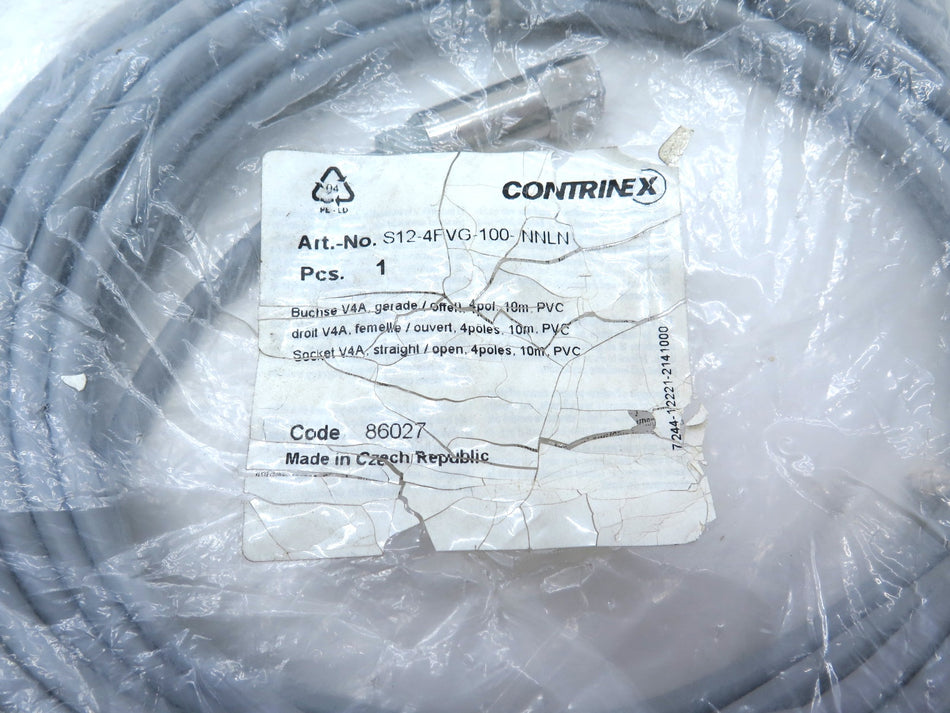 04
PE-LD
CONTRINEX
Art.-No. S12-4FVG-100-NNLN
Pcs. 1
Buchse V4A, gerade / offen, 4pol, 10m, PVC
droit V4A, femelle / ouvert, 4poles, 10m, PVC
Socket V4A, straight / open, 4poles, 10m, PVC
Code 86027
Made in Czech Republic
7244-12221-2141000